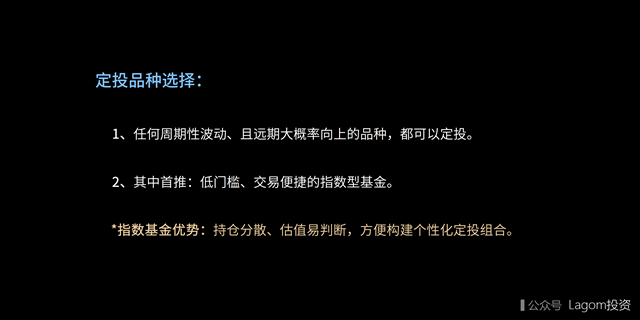 定投品种选择：
1、任何周期性波动、且远期大概率向上的品种，都可以定投。
2、其中首推：低门槛、交易便捷的指数型基金。
*指数基金优势：持仓分散、估值易判断，方便构建个性化定投组合。
公众号 Lagom投资